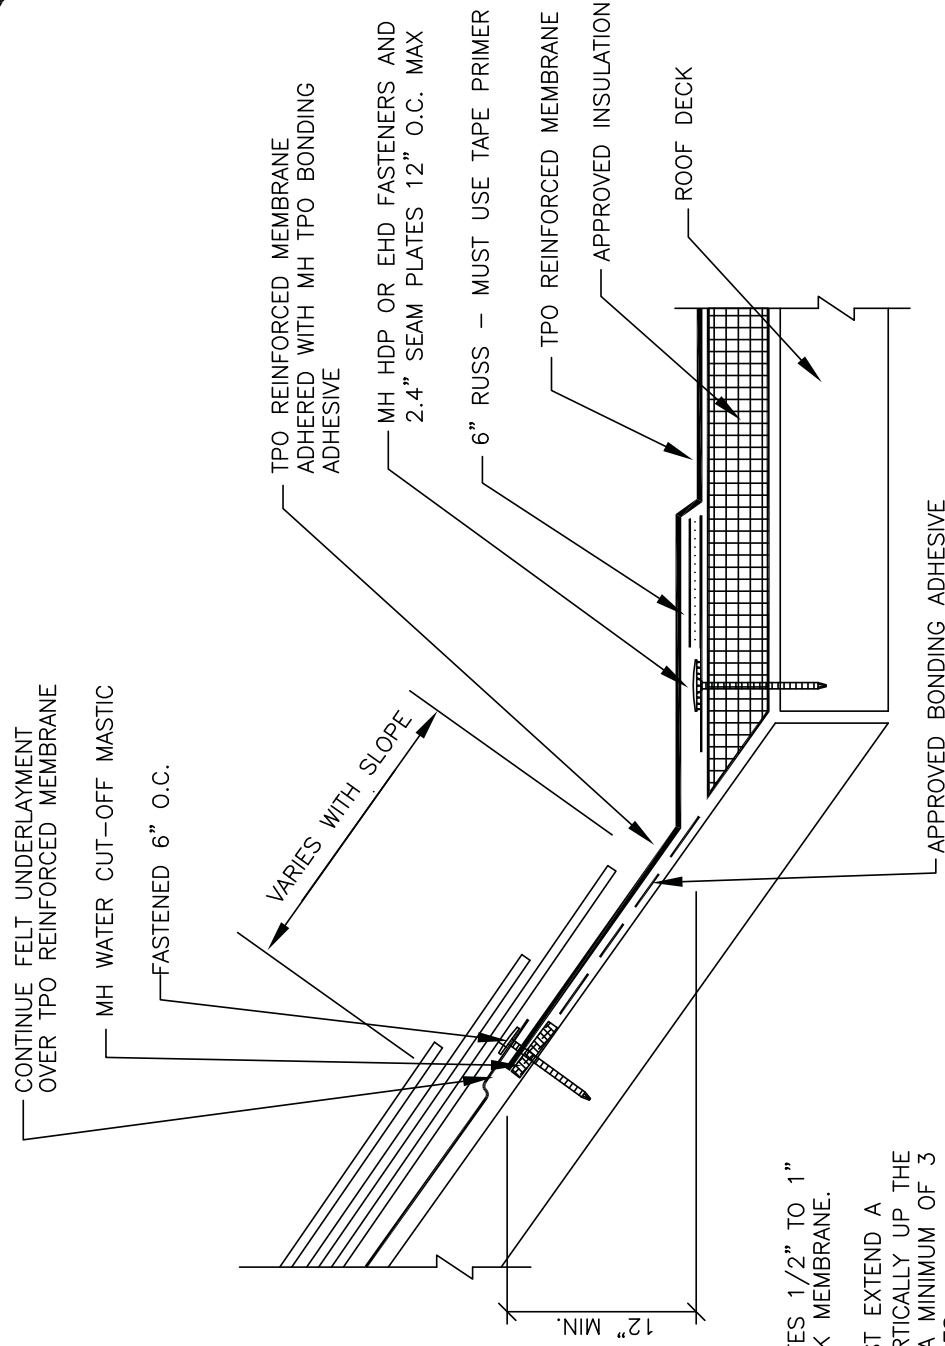 CONTINUE FELT UNDERLAYMENT
OVER TPO REINFORCED MEMBRANE
MH WATER CUT-OFF MASTIC
FASTENED 6" O.C.
VARIES WITH SLOPE
TPO REINFORCED MEMBRANE
ADHERED WITH MH TPO BONDING
ADHESIVE
MH HDP OR EHD FASTENERS AND
2.4" SEAM PLATES 12" O.C. MAX
6" RUSS - MUST USE TAPE PRIMER
TPO REINFORCED MEMBRANE
APPROVED INSULATION
ROOF DECK
APPROVED BONDING ADHESIVE
12" MIN.
TES 1/2" TO 1"
K MEMBRANE.
ST EXTEND A
RTICALLY UP THE
A MINIMUM OF 3